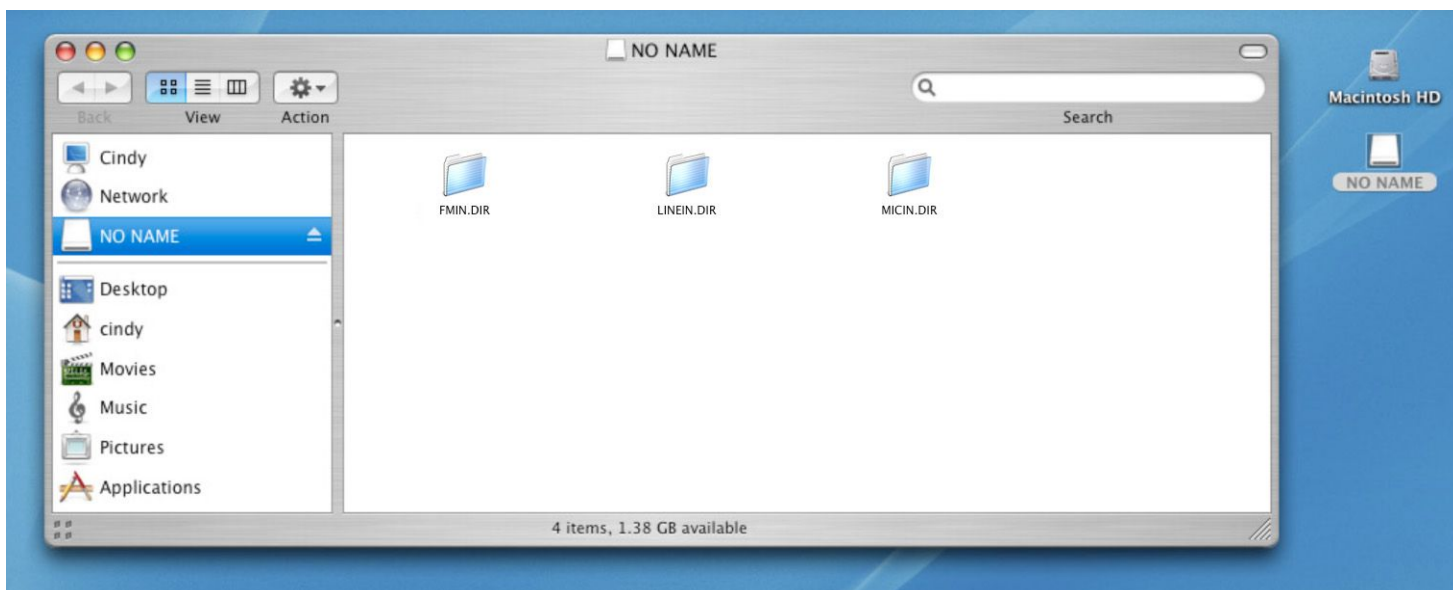 NO NAME
Macintosh HD
NO NAME
Back View Action Search
Cindy
Network
NO NAME
Desktop
cindy
Movies
Music
Pictures
Applications
FMIN.DIR LINEIN.DIR MICIN.DIR
4 items, 1.38 GB available